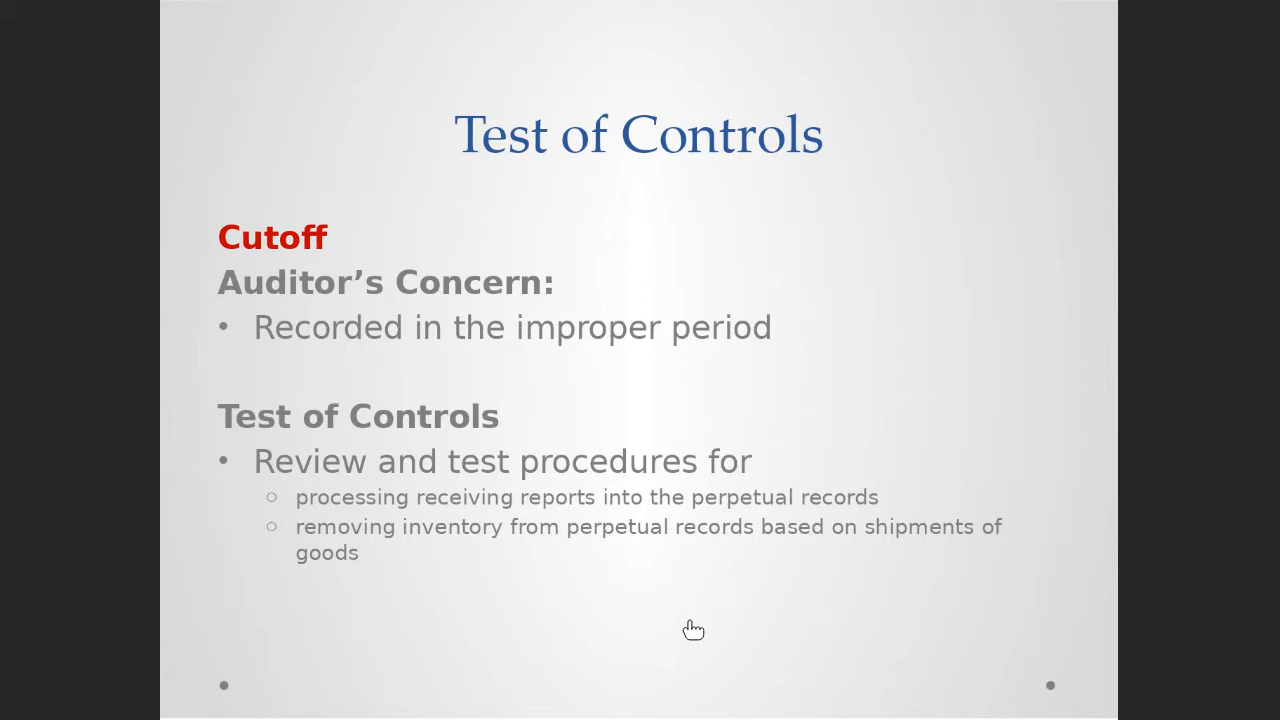 Test of Controls
Cutoff
Auditor’s Concern:
• Recorded in the improper period
Test of Controls
• Review and test procedures for
○ processing receiving reports into the perpetual records
○ removing inventory from perpetual records based on shipments of
goods